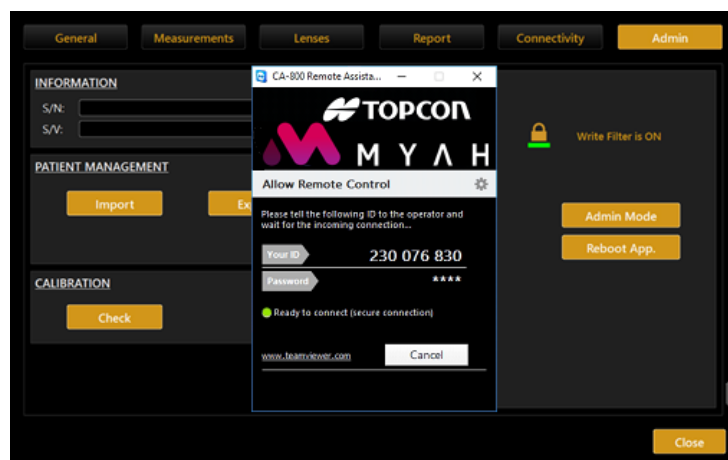 General Measurements Lenses Report Connectivity Admin
INFORMATION
S/N:
S/V:
PATIENT MANAGEMENT
Import Ex
CALIBRATION
Check
CA-800 Remote Assista...
TOPCON
MYAH
Allow Remote Control
Please tell the following ID to the operator and
wait for the incoming connection...
Your ID 230 076 830
Password ****
Ready to connect (secure connection)
www.teamviewer.com Cancel
Write Filter is ON
Admin Mode
Reboot App.
Close